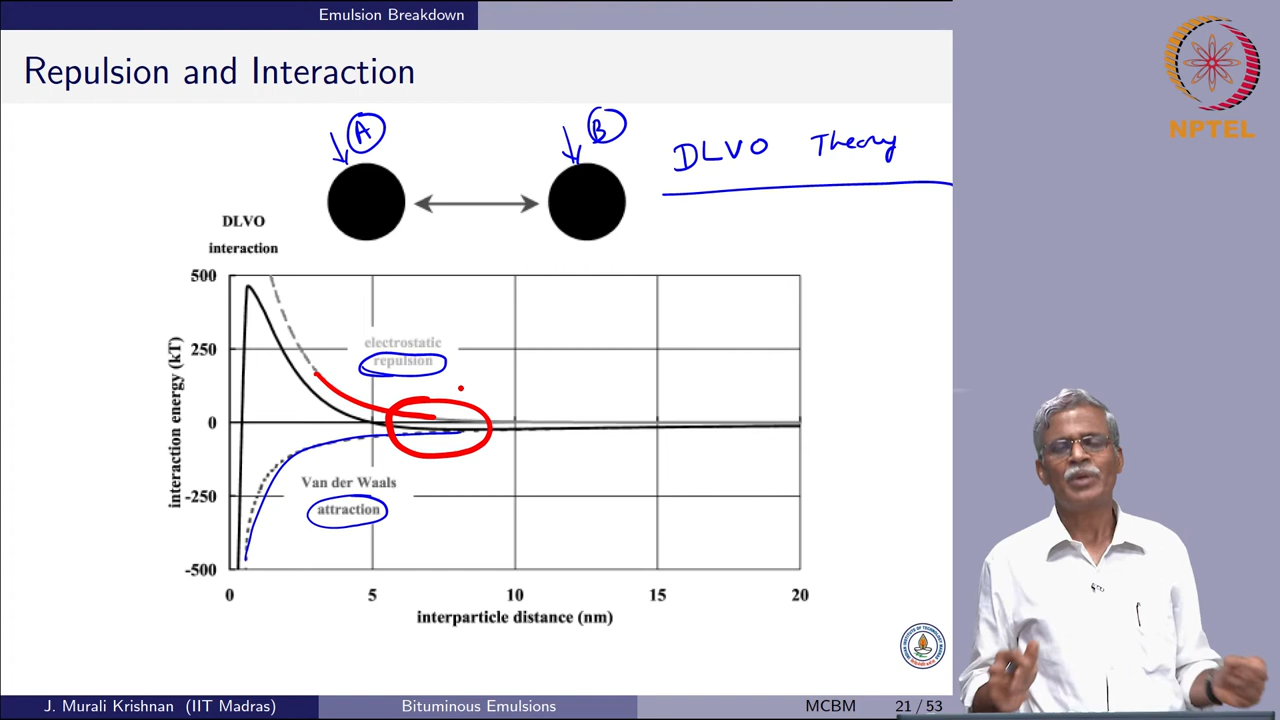 Emulsion Breakdown
Repulsion and Interaction
NPTEL
A
B
DLVO Theory
DLVO
interaction
500
250
0
-250
-500
interaction energy (kT)
electrostatic
repulsion
Van der Waals
attraction
0 5 10 15 20
interparticle distance (nm)
J. Murali Krishnan (IIT Madras) Bituminous Emulsions MCBM 21 / 53